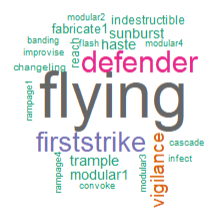 modular2
indestructible
fabricate1
sunburst
banding
flash
haste
modular4
improvise
react
defender
changeling
flying
rampage1
firststrike
vigilance
cascade
trample
modular3
infect
rampage4
modular1
convoke